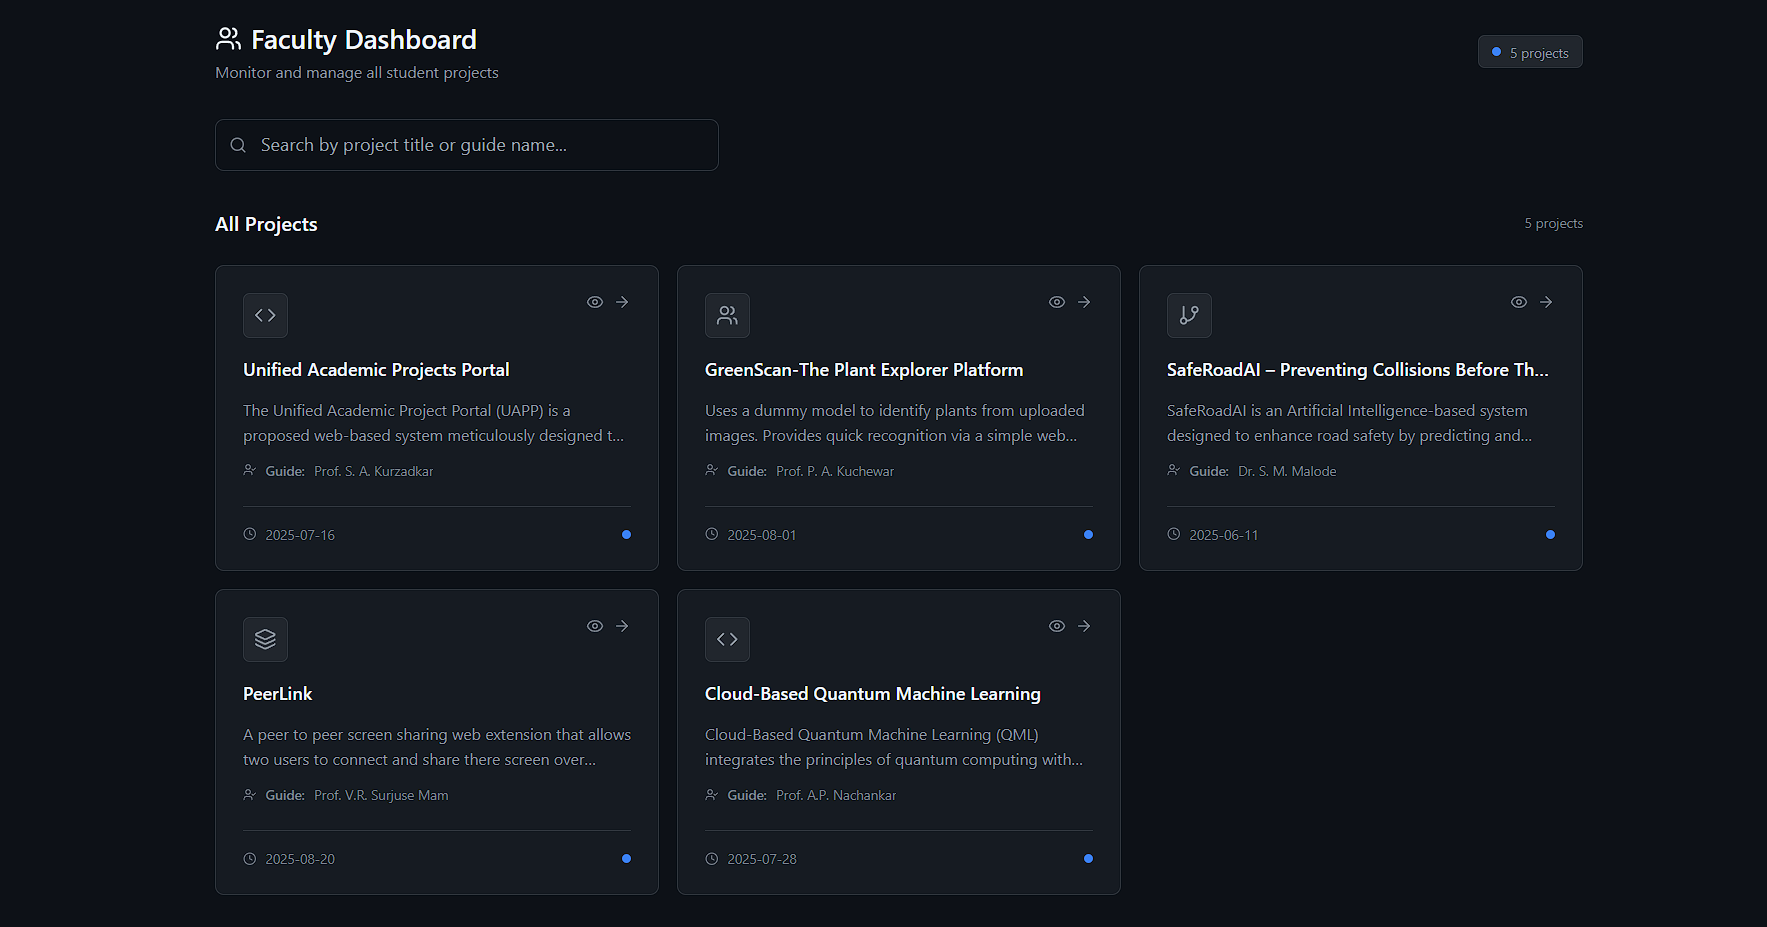 Faculty Dashboard
Monitor and manage all student projects
5 projects
Search by project title or guide name...
All Projects
5 projects
Unified Academic Projects Portal
The Unified Academic Project Portal (UAPP) is a
proposed web-based system meticulously designed t...
Guide: Prof. S. A. Kurzadkar
2025-07-16
GreenScan-The Plant Explorer Platform
Uses a dummy model to identify plants from uploaded
images. Provides quick recognition via a simple web...
Guide: Prof. P. A. Kuchewar
2025-08-01
SafeRoadAI – Preventing Collisions Before Th...
SafeRoadAI is an Artificial Intelligence-based system
designed to enhance road safety by predicting and...
Guide: Dr. S. M. Malode
2025-06-11
PeerLink
A peer to peer screen sharing web extension that allows
two users to connect and share there screen over...
Guide: Prof. V.R. Surjuse Mam
2025-08-20
Cloud-Based Quantum Machine Learning
Cloud-Based Quantum Machine Learning (QML)
integrates the principles of quantum computing with...
Guide: Prof. A.P. Nachankar
2025-07-28